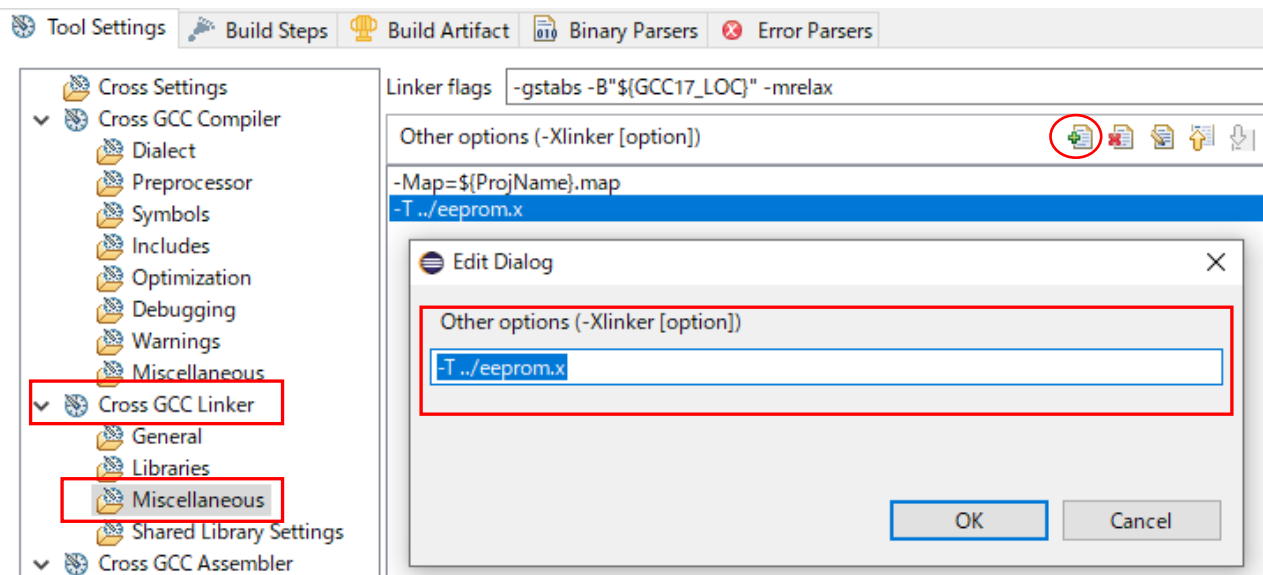 Tool Settings
Build Steps
Build Artifact
Binary Parsers
Error Parsers
Cross Settings
Cross GCC Compiler
Dialect
Preprocessor
Symbols
Includes
Optimization
Debugging
Warnings
Miscellaneous
Cross GCC Linker
General
Libraries
Miscellaneous
Shared Library Settings
Cross GCC Assembler
Linker flags
-gstabs -B"${GCC17_LOC}" -mrelax
Other options (-Xlinker [option])
-Map=${ProjName}.map
-T ../eeprom.x
Edit Dialog
Other options (-Xlinker [option])
-T ../eeprom.x
OK
Cancel